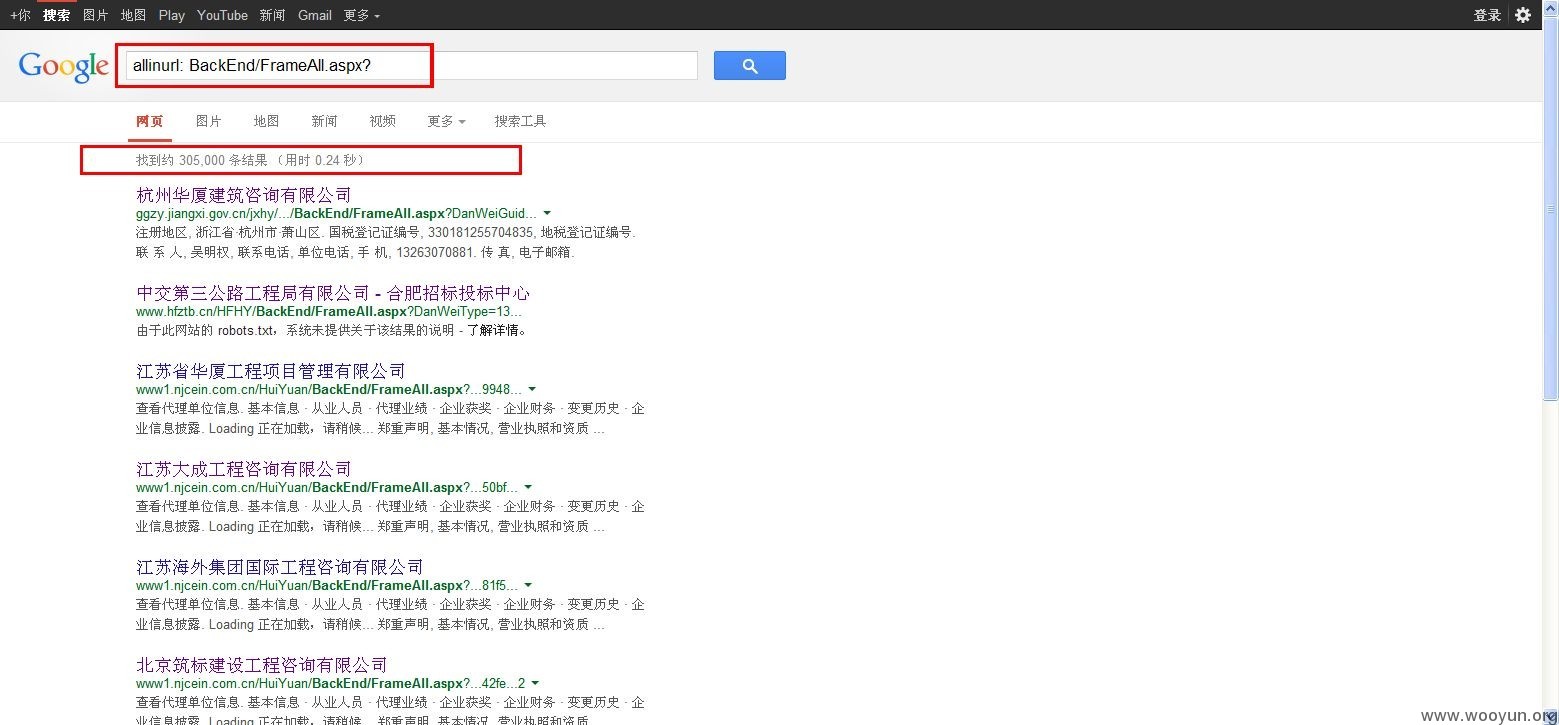 +你 搜索 图片 地图 Play YouTube 新闻 Gmail 更多 登录
Google allinurl: BackEnd/FrameAll.aspx?
网页 图片 地图 新闻 视频 更多 搜索工具
找到约 305,000 条结果 （用时 0.24 秒）
杭州华厦建筑咨询有限公司
ggzy.jiangxi.gov.cn/jxhy/.../BackEnd/FrameAll.aspx?DanWeiGuid...
注册地区, 浙江省·杭州市·萧山区. 国税登记证编号, 330181255704835, 地税登记证编号.
联 系 人, 吴明权, 联系电话, 单位电话, 手 机, 13263070881. 传 真, 电子邮箱.
中交第三公路工程局有限公司 - 合肥招标投标中心
www.hfztb.cn/HFHY/BackEnd/FrameAll.aspx?DanWeiType=13...
由于此网站的 robots.txt，系统未提供关于该结果的说明 - 了解详情。
江苏省华厦工程项目管理有限公司
www1.njcein.com.cn/HuiYuan/BackEnd/FrameAll.aspx?...9948...
查看代理单位信息. 基本信息 · 从业人员 · 代理业绩 · 企业获奖 · 企业财务 · 变更历史 · 企
业信息披露. Loading 正在加载，请稍候... 郑重声明, 基本情况, 营业执照和资质 ...
江苏大成工程咨询有限公司
www1.njcein.com.cn/HuiYuan/BackEnd/FrameAll.aspx?...50bf...
查看代理单位信息. 基本信息 · 从业人员 · 代理业绩 · 企业获奖 · 企业财务 · 变更历史 · 企
业信息披露. Loading 正在加载，请稍候... 郑重声明, 基本情况, 营业执照和资质 ...
江苏海外集团国际工程咨询有限公司
www1.njcein.com.cn/HuiYuan/BackEnd/FrameAll.aspx?...81f5...
查看代理单位信息. 基本信息 · 从业人员 · 代理业绩 · 企业获奖 · 企业财务 · 变更历史 · 企
业信息披露. Loading 正在加载，请稍候... 郑重声明, 基本情况, 营业执照和资质 ...
北京筑标建设工程咨询有限公司
www1.njcein.com.cn/HuiYuan/BackEnd/FrameAll.aspx?...42fe...2
查看代理单位信息. 基本信息 · 从业人员 · 代理业绩 · 企业获奖 · 企业财务 · 变更历史 · 企
业信息披露. Loading 正在加载，请稍候... 郑重声明, 基本情况, 营业执照和资质 ...
www.wooyun.org